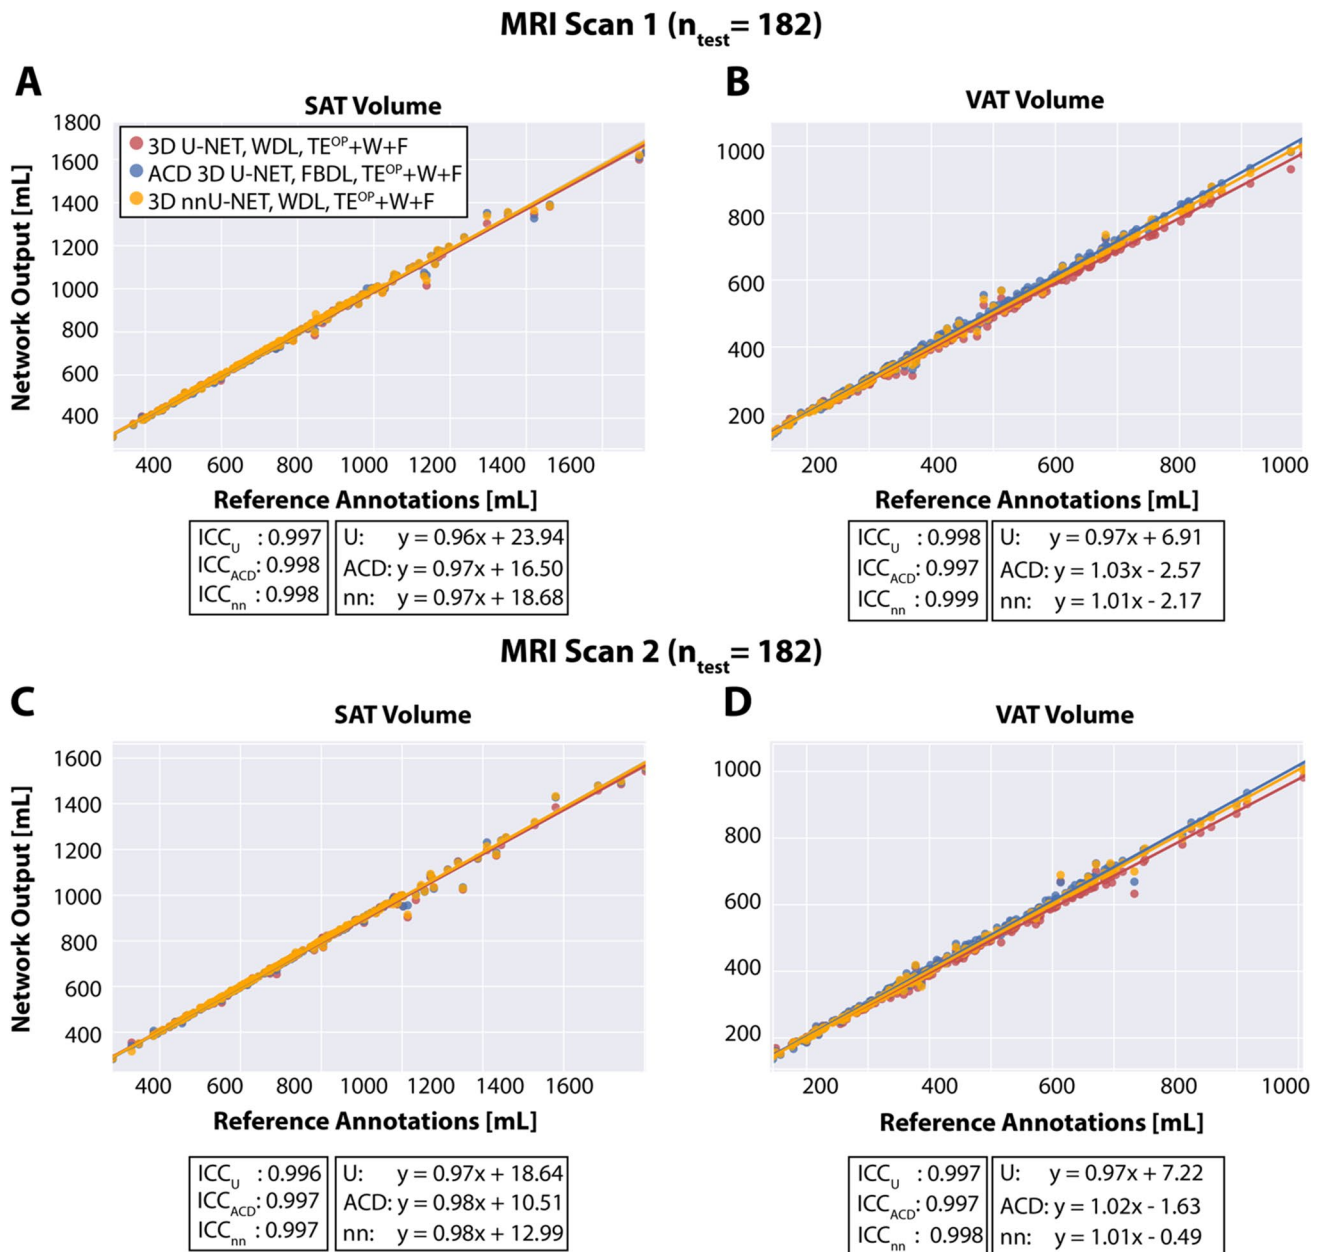 MRI Scan 1 (n_test= 182)
A
SAT Volume
1800
1600
1400
1200
1000
800
600
400
Network Output [mL]
3D U-NET, WDL, TE^OP+W+F
ACD 3D U-NET, FBDL, TE^OP+W+F
3D nnU-NET, WDL, TE^OP+W+F
400 600 800 1000 1200 1400 1600
Reference Annotations [mL]
ICC_U : 0.997
ICC_ACD: 0.998
ICC_nn : 0.998
U: y = 0.96x + 23.94
ACD: y = 0.97x + 16.50
nn: y = 0.97x + 18.68
B
VAT Volume
1000
800
600
400
200
200 400 600 800 1000
Reference Annotations [mL]
ICC_U : 0.998
ICC_ACD: 0.997
ICC_nn : 0.999
U: y = 0.97x + 6.91
ACD: y = 1.03x - 2.57
nn: y = 1.01x - 2.17
MRI Scan 2 (n_test= 182)
C
SAT Volume
1600
1400
1200
1000
800
600
400
Network Output [mL]
400 600 800 1000 1200 1400 1600
Reference Annotations [mL]
ICC_U : 0.996
ICC_ACD: 0.997
ICC_nn : 0.997
U: y = 0.97x + 18.64
ACD: y = 0.98x + 10.51
nn: y = 0.98x + 12.99
D
VAT Volume
1000
800
600
400
200
200 400 600 800 1000
Reference Annotations [mL]
ICC_U : 0.997
ICC_ACD: 0.997
ICC_nn : 0.998
U: y = 0.97x + 7.22
ACD: y = 1.02x - 1.63
nn: y = 1.01x - 0.49